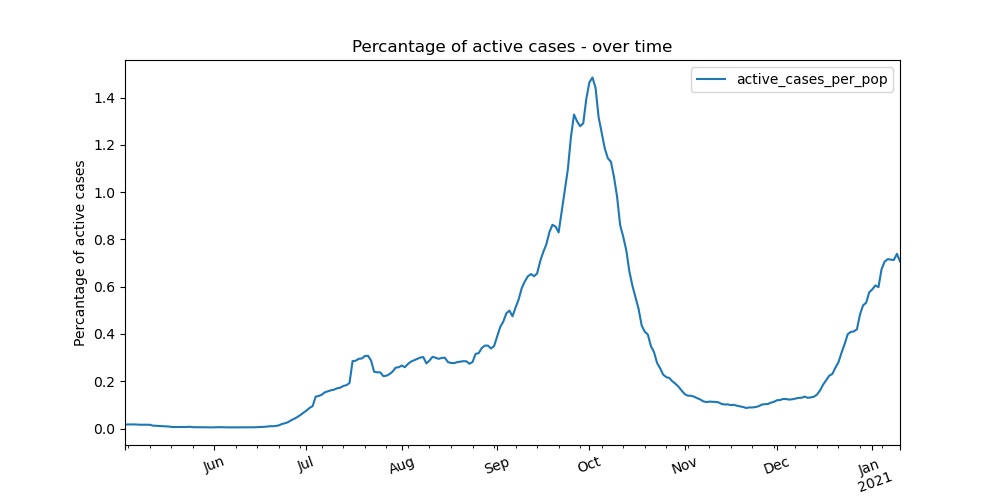 Percantage of active cases - over time
active_cases_per_pop
Percantage of active cases
1.4
1.2
1.0
0.8
0.6
0.4
0.2
0.0
Jun
Jul
Aug
Sep
Oct
Nov
Dec
Jan
2021